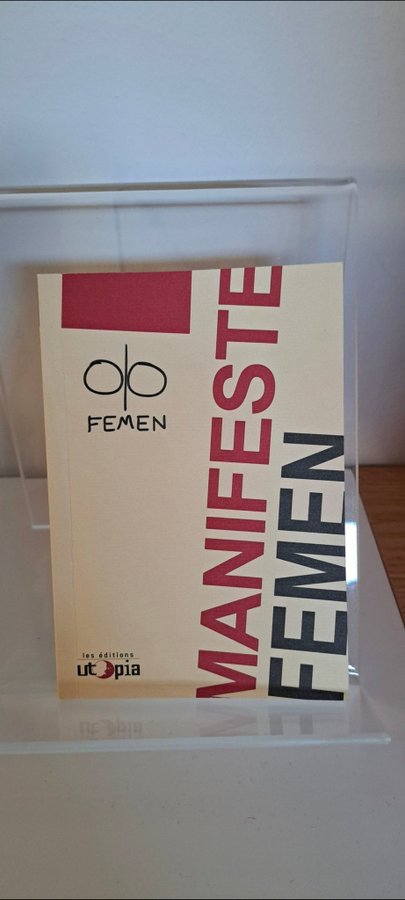 FEMEN
MANIFESTE
FEMEN
les éditions
utopia